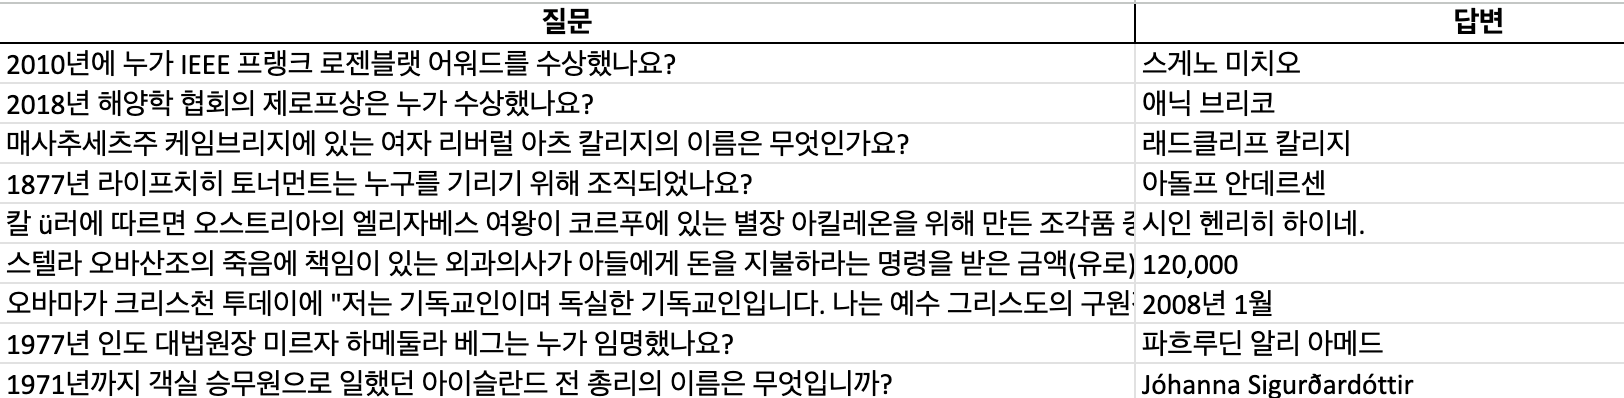 질문 답변
2010년에 누가 IEEE 프랭크 로젠블랫 어워드를 수상했나요? 스게노 미치오
2018년 해양학 협회의 제로프상은 누가 수상했나요? 애닉 브리코
매사추세츠주 케임브리지에 있는 여자 리버럴 아츠 칼리지의 이름은 무엇인가요? 래드클리프 칼리지
1877년 라이프치히 토너먼트는 누구를 기리기 위해 조직되었나요? 아돌프 안데르센
칼 ü러에 따르면 오스트리아의 엘리자베스 여왕이 코르푸에 있는 별장 아킬레온을 위해 만든 조각품 시인 헨리히 하이네.
스텔라 오바산조의 죽음에 책임이 있는 외과의사가 아들에게 돈을 지불하라는 명령을 받은 금액(유로) 120,000
오바마가 크리스천 투데이에 "저는 기독교인이며 독실한 기독교인입니다. 나는 예수 그리스도의 구원 2008년 1월
1977년 인도 대법원장 미르자 하메둘라 베그는 누가 임명했나요? 파흐루딘 알리 아메드
1971년까지 객실 승무원으로 일했던 아이슬란드 전 총리의 이름은 무엇입니까? Jóhanna Sigurðardóttir